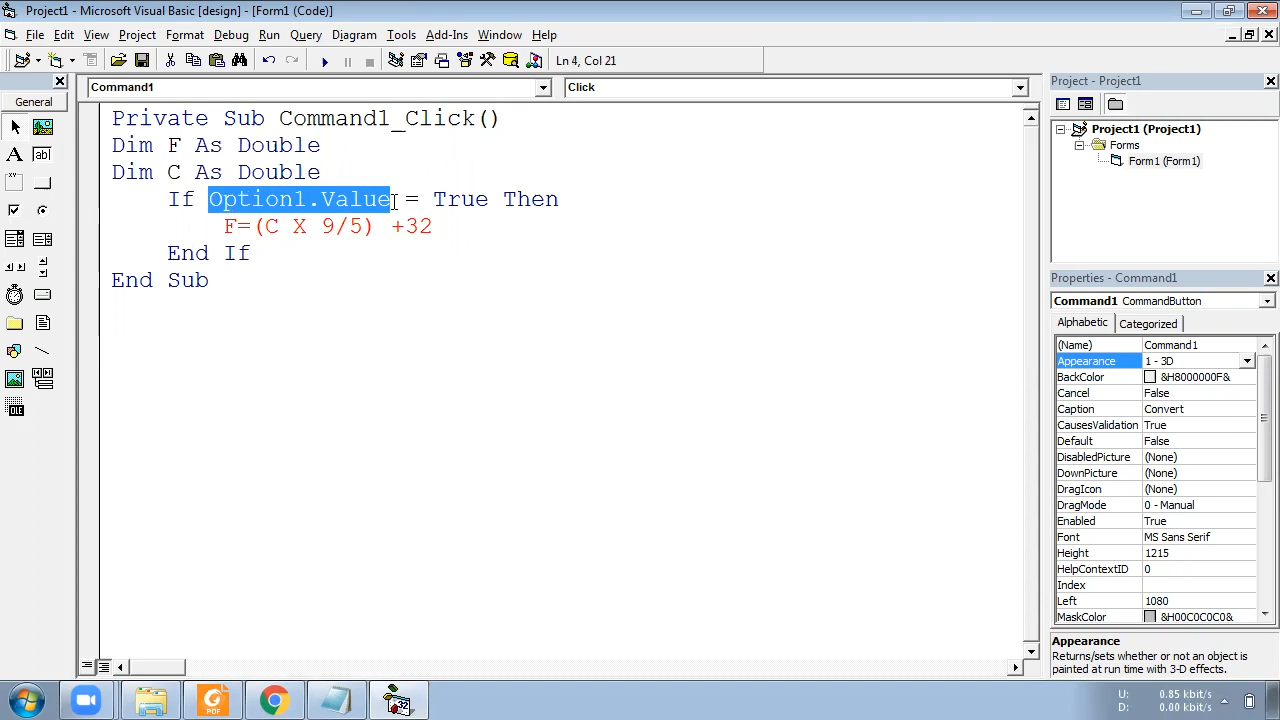 Project1 - Microsoft Visual Basic [design] - [Form1 (Code)]
File Edit View Project Format Debug Run Query Diagram Tools Add-Ins Window Help
Ln 4, Col 21
General
Command1
Click
Private Sub Command1_Click()
Dim F As Double
Dim C As Double
If Option1.Value = True Then
F=(C X 9/5) +32
End If
End Sub
Project - Project1
Project1 (Project1)
Forms
Form1 (Form1)
Properties - Command1
Command1 CommandButton
Alphabetic Categorized
(Name) Command1
Appearance 1 - 3D
BackColor &H8000000F&
Cancel False
Caption Convert
CausesValidation True
Default False
DisabledPicture (None)
DownPicture (None)
DragIcon (None)
DragMode 0 - Manual
Enabled True
Font MS Sans Serif
Height 1215
HelpContextID 0
Index
Left 1080
MaskColor &H00C0C0C0&
Appearance
Returns/sets whether or not an object is
painted at run time with 3-D effects.
U: 0.85 kbit/s
D: 0.00 kbit/s
A
ab|
OLE
PDF
32